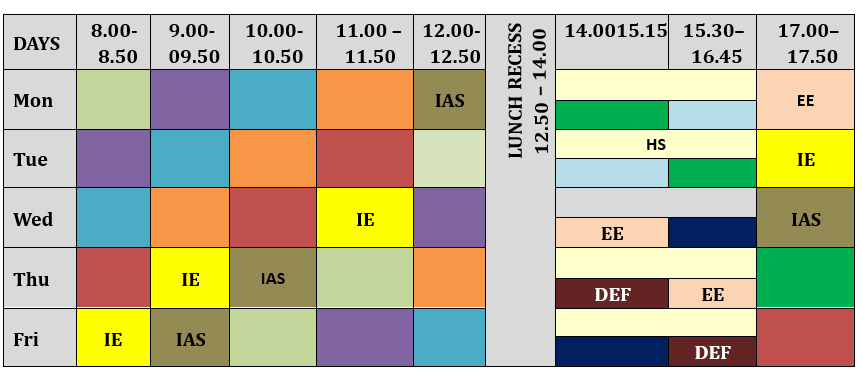 DAYS 8.00- 9.00- 10.00- 11.00 – 12.00- 14.0015.15 15.30– 17.00–
8.50 09.50 10.50 11.50 12.50 16.45 17.50
LUNCH RECESS
12.50 – 14.00
Mon IAS EE
Tue HS IE
Wed IE EE IAS
Thu IE IAS DEF EE
Fri IE IAS DEF